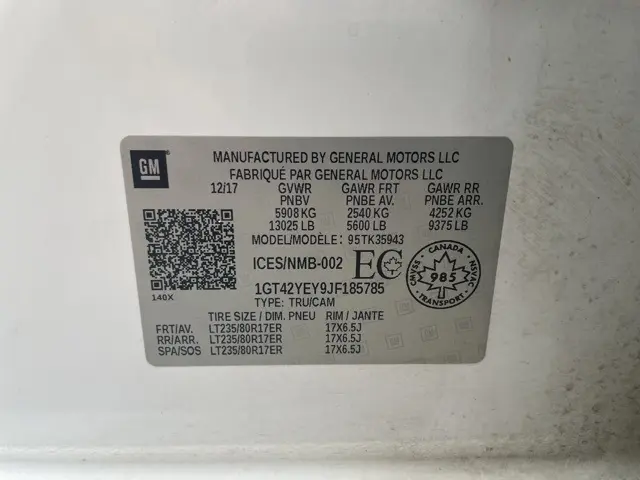 GM
MANUFACTURED BY GENERAL MOTORS LLC
FABRIQUÉ PAR GENERAL MOTORS LLC
12/17 GVWR GAWR FRT GAWR RR
PNBV PNBE AV. PNBE ARR.
5908 KG 2540 KG 4252 KG
13025 LB 5600 LB 9375 LB
MODEL/MODÈLE: 95TK35943
ICES/NMB-002 EC
CANADA
CMVSS 985 NSVAC
TRANSPORT
140X
1GT42YEY9JF185785
TYPE: TRU/CAM
TIRE SIZE / DIM. PNEU RIM / JANTE
FRT/AV. LT235/80R17ER 17X6.5J
RR/ARR. LT235/80R17ER 17X6.5J
SPA/SOS LT235/80R17ER 17X6.5J